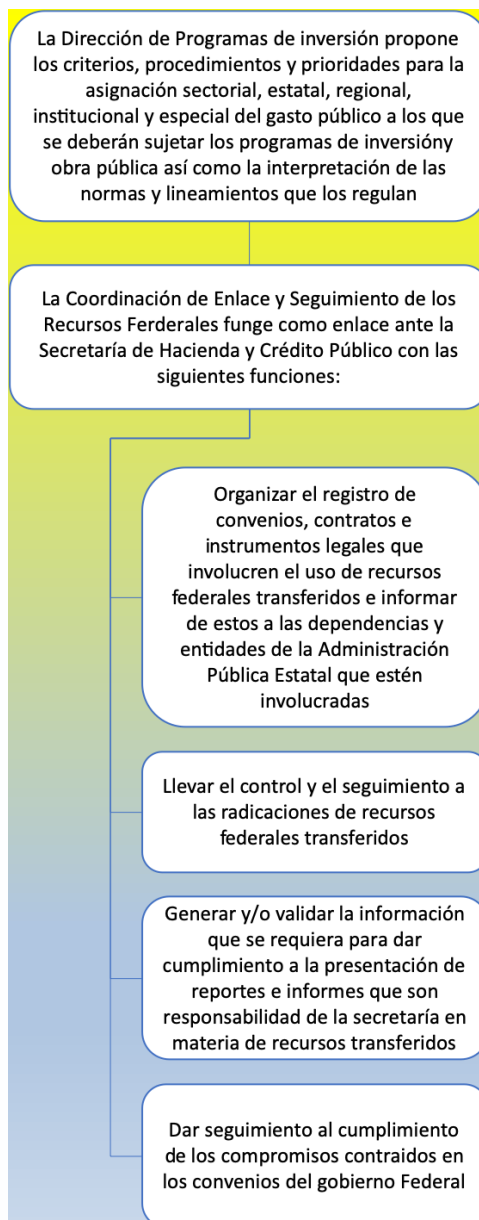 La Dirección de Programas de inversión propone
los criterios, procedimientos y prioridades para la
asignación sectorial, estatal, regional,
institucional y especial del gasto público a los que
se deberán sujetar los programas de inversióny
obra pública así como la interpretación de las
normas y lineamientos que los regulan
La Coordinación de Enlace y Seguimiento de los
Recursos Ferderales funge como enlace ante la
Secretaría de Hacienda y Crédito Público con las
siguientes funciones:
Organizar el registro de
convenios, contratos e
instrumentos legales que
involucren el uso de recursos
federales transferidos e informar
de estos a las dependencias y
entidades de la Administración
Pública Estatal que estén
involucradas
Llevar el control y el seguimiento a
las radicaciones de recursos
federales transferidos
Generar y/o validar la información
que se requiera para dar
cumplimiento a la presentación de
reportes e informes que son
responsabilidad de la secretaría en
materia de recursos transferidos
Dar seguimiento al cumplimiento
de los compromisos contraidos en
los convenios del gobierno Federal